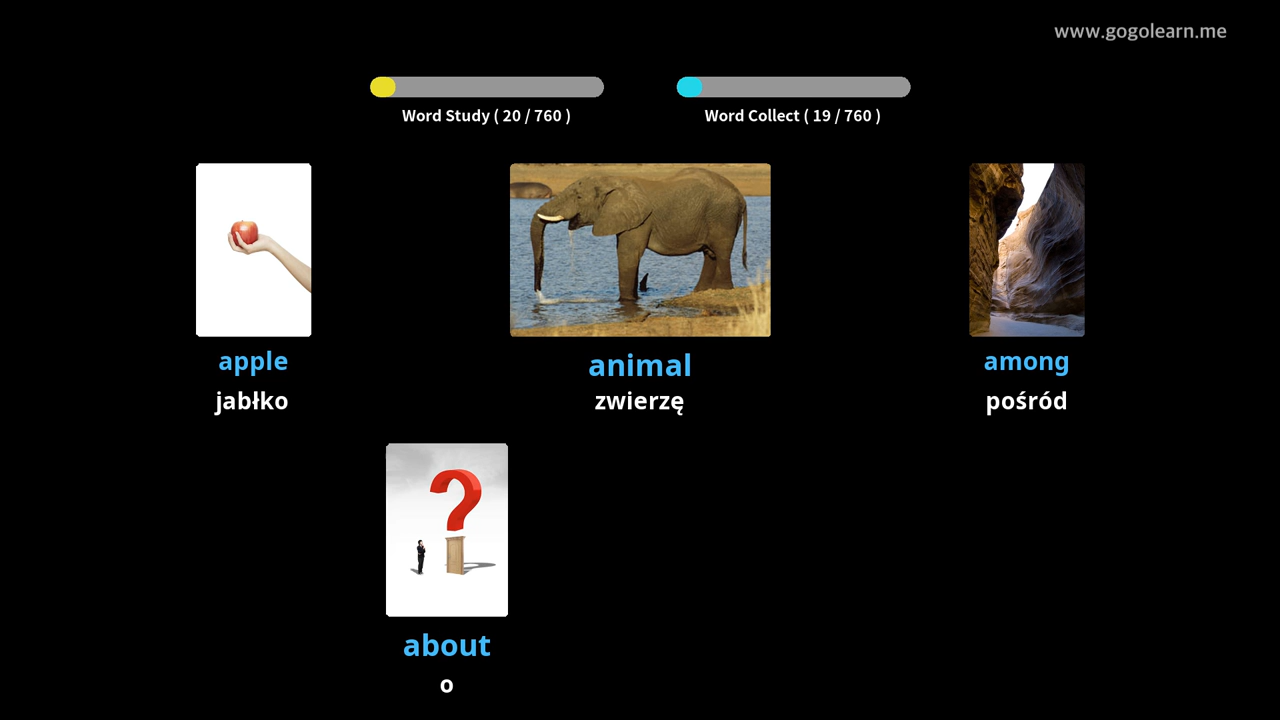 www.gogolearn.me
Word Study ( 20 / 760 )
Word Collect ( 19 / 760 )
apple
jabłko
animal
zwierzę
among
pośród
about
o